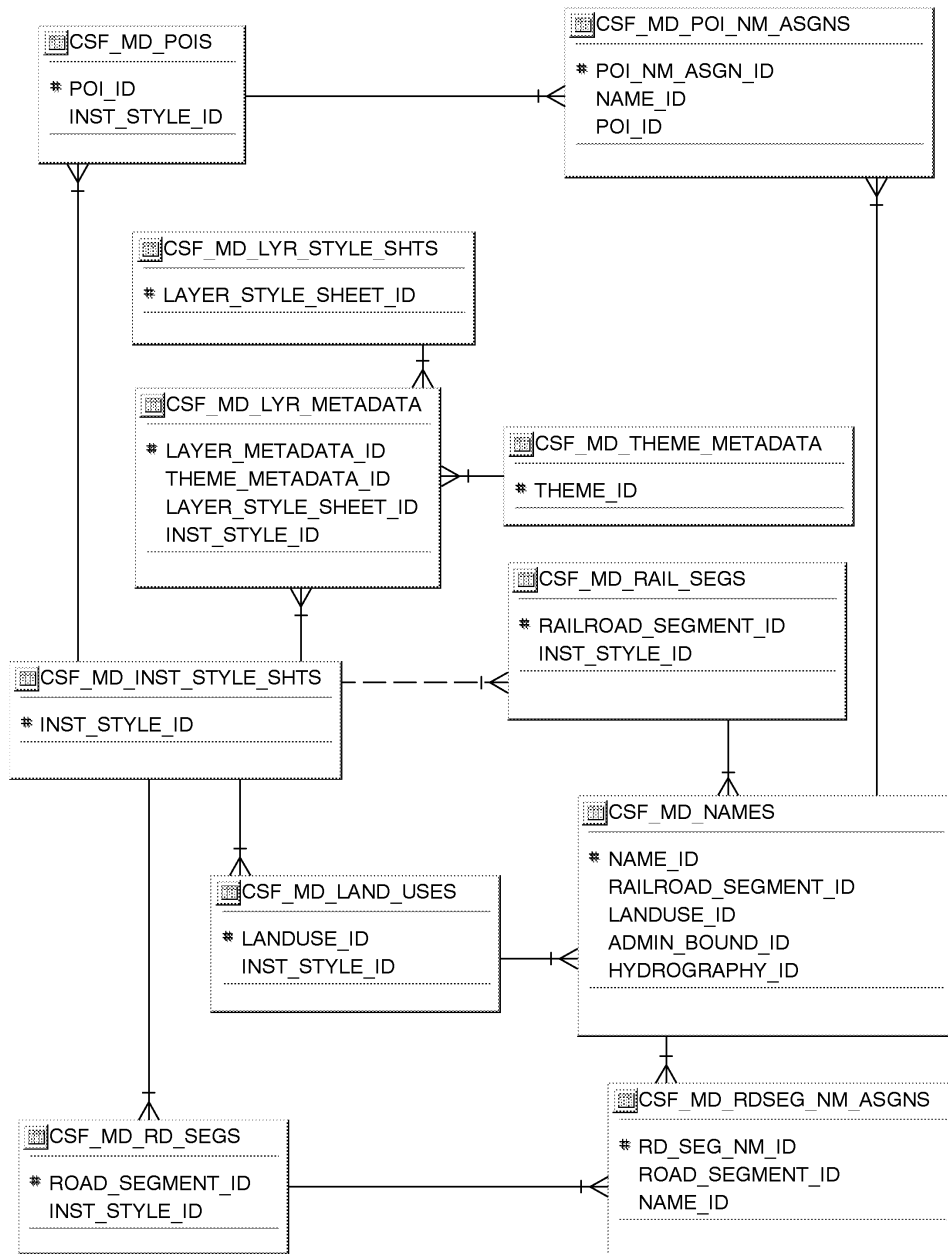 CSF_MD_POIS
# POI_ID
INST_STYLE_ID
CSF_MD_POI_NM_ASGNS
# POI_NM_ASGN_ID
NAME_ID
POI_ID
CSF_MD_LYR_STYLE_SHTS
# LAYER_STYLE_SHEET_ID
CSF_MD_LYR_METADATA
# LAYER_METADATA_ID
THEME_METADATA_ID
LAYER_STYLE_SHEET_ID
INST_STYLE_ID
CSF_MD_THEME_METADATA
# THEME_ID
CSF_MD_RAIL_SEGS
# RAILROAD_SEGMENT_ID
INST_STYLE_ID
CSF_MD_INST_STYLE_SHTS
# INST_STYLE_ID
CSF_MD_NAMES
# NAME_ID
RAILROAD_SEGMENT_ID
LANDUSE_ID
ADMIN_BOUND_ID
HYDROGRAPHY_ID
CSF_MD_LAND_USES
# LANDUSE_ID
INST_STYLE_ID
CSF_MD_RD_SEGS
# ROAD_SEGMENT_ID
INST_STYLE_ID
CSF_MD_RDSEG_NM_ASGNS
# RD_SEG_NM_ID
ROAD_SEGMENT_ID
NAME_ID